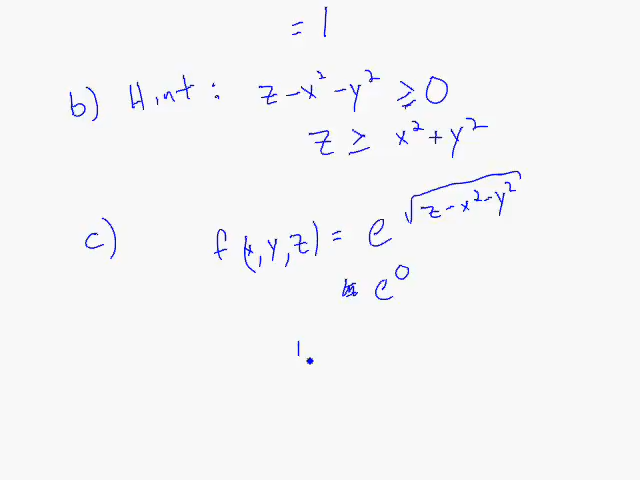 = 1
b) Hint: z - x² - y² ≥ 0
z ≥ x² + y²
c) f(x, y, z) = e^√(z - x² - y²)
e⁰
1.